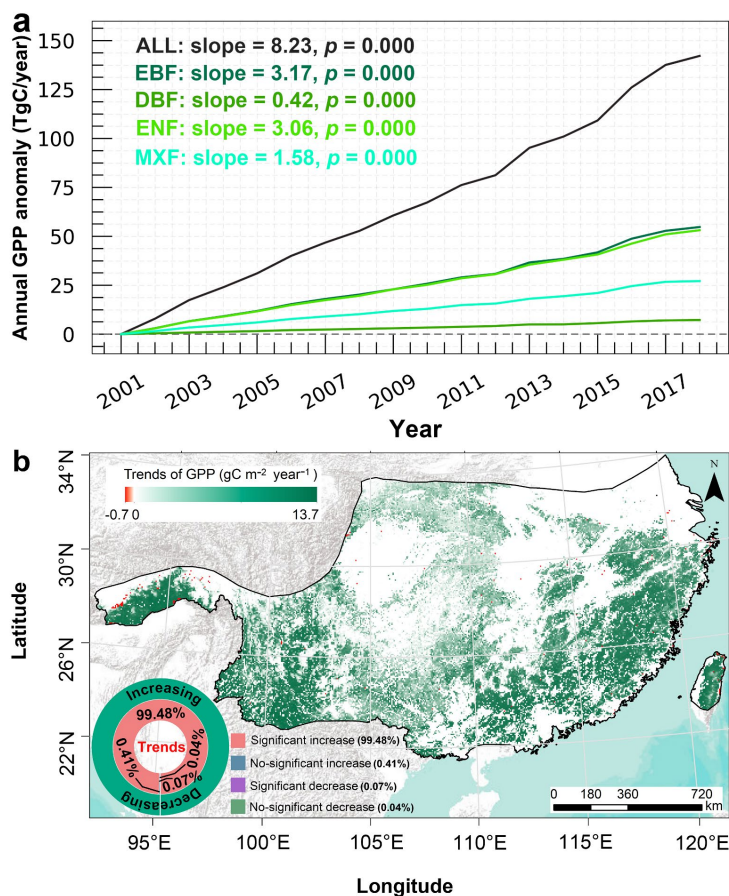 a
Annual GPP anomaly (TgC/year)
150
125
100
75
50
25
0
ALL: slope = 8.23, p = 0.000
EBF: slope = 3.17, p = 0.000
DBF: slope = 0.42, p = 0.000
ENF: slope = 3.06, p = 0.000
MXF: slope = 1.58, p = 0.000
2001
2003
2005
2007
2009
2011
2013
2015
2017
Year
b
Latitude
34°N
30°N
26°N
22°N
Trends of GPP (gC m⁻² year⁻¹)
-0.7 0 13.7
N
Increasing
99.48%
Trends
0.41%
0.04%
0.07%
Decreasing
Significant increase (99.48%)
No-significant increase (0.41%)
Significant decrease (0.07%)
No-significant decrease (0.04%)
0 180 360 720
km
95°E 100°E 105°E 110°E 115°E 120°E
Longitude